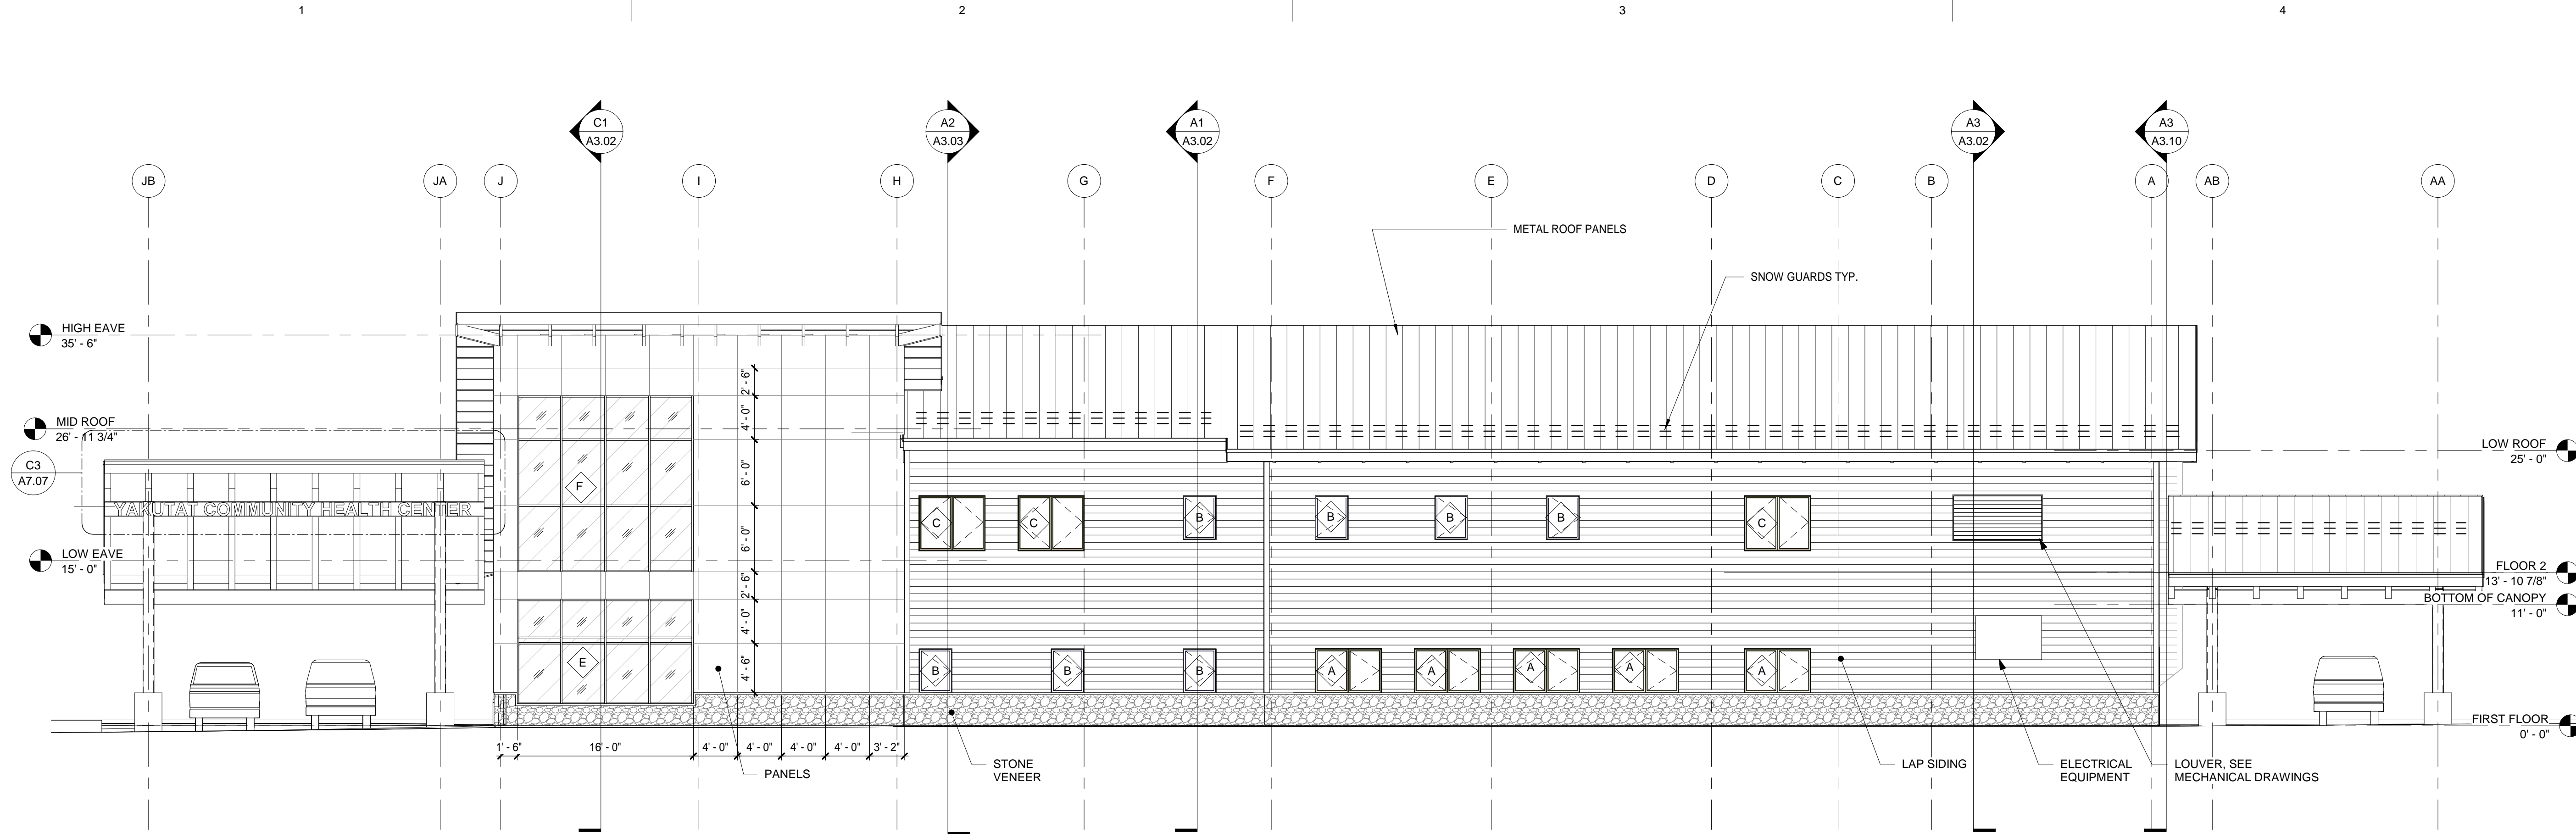 1 2 3 4
C1 A2 A1 A3 A3
A3.02 A3.03 A3.02 A3.02 A3.10
JB JA J I H G F E D C B A AB AA
METAL ROOF PANELS
SNOW GUARDS TYP.
HIGH EAVE
35' - 6"
2' - 6"
4' - 0"
6' - 0"
6' - 0"
2' - 6"
4' - 0"
4' - 6"
MID ROOF
26' - 11 3/4"
C3
A7.07
LOW ROOF
25' - 0"
F
YAKUTAT COMMUNITY HEALTH CENTER
C C B B B B C
LOW EAVE
15' - 0"
FLOOR 2
13' - 10 7/8"
BOTTOM OF CANOPY
11' - 0"
E
B B B A A A A A
FIRST FLOOR
0' - 0"
1' - 6" 16' - 0" 4' - 0" 4' - 0" 4' - 0" 4' - 0" 3' - 2"
PANELS
STONE
VENEER
LAP SIDING
ELECTRICAL
EQUIPMENT
LOUVER, SEE
MECHANICAL DRAWINGS